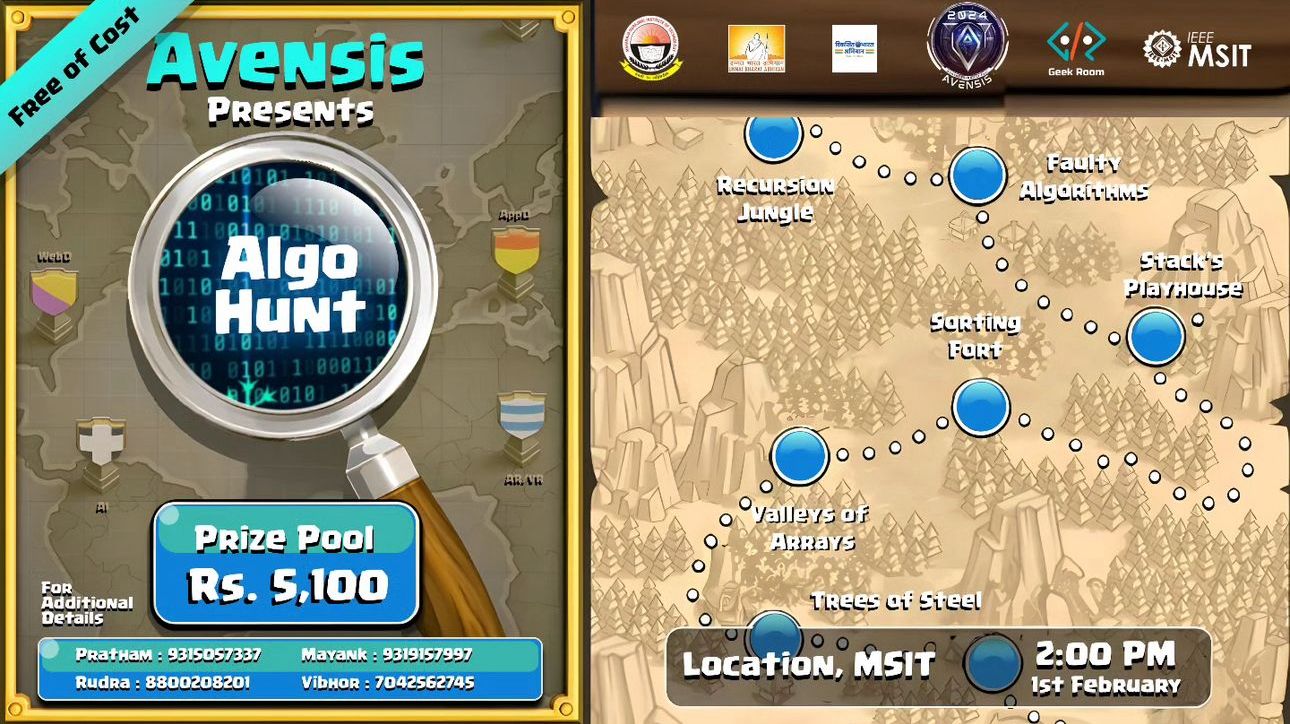 Free of Cost
Avensis
Presents
WebD
AppD
Algo
Hunt
AI
AR, VR
Prize Pool
Rs. 5,100
For
Additional
Details
Pratham : 9315057337
Mayank : 9319157997
Rudra : 8800208201
Vibhor : 7042562745
2024
AVENSIS
Geek Room
IEEE
MSIT
Recursion
Jungle
Faulty
Algorithms
Stack's
Playhouse
Sorting
Fort
Valleys of
Arrays
Trees of Steel
Location, MSIT
2:00 PM
1st February